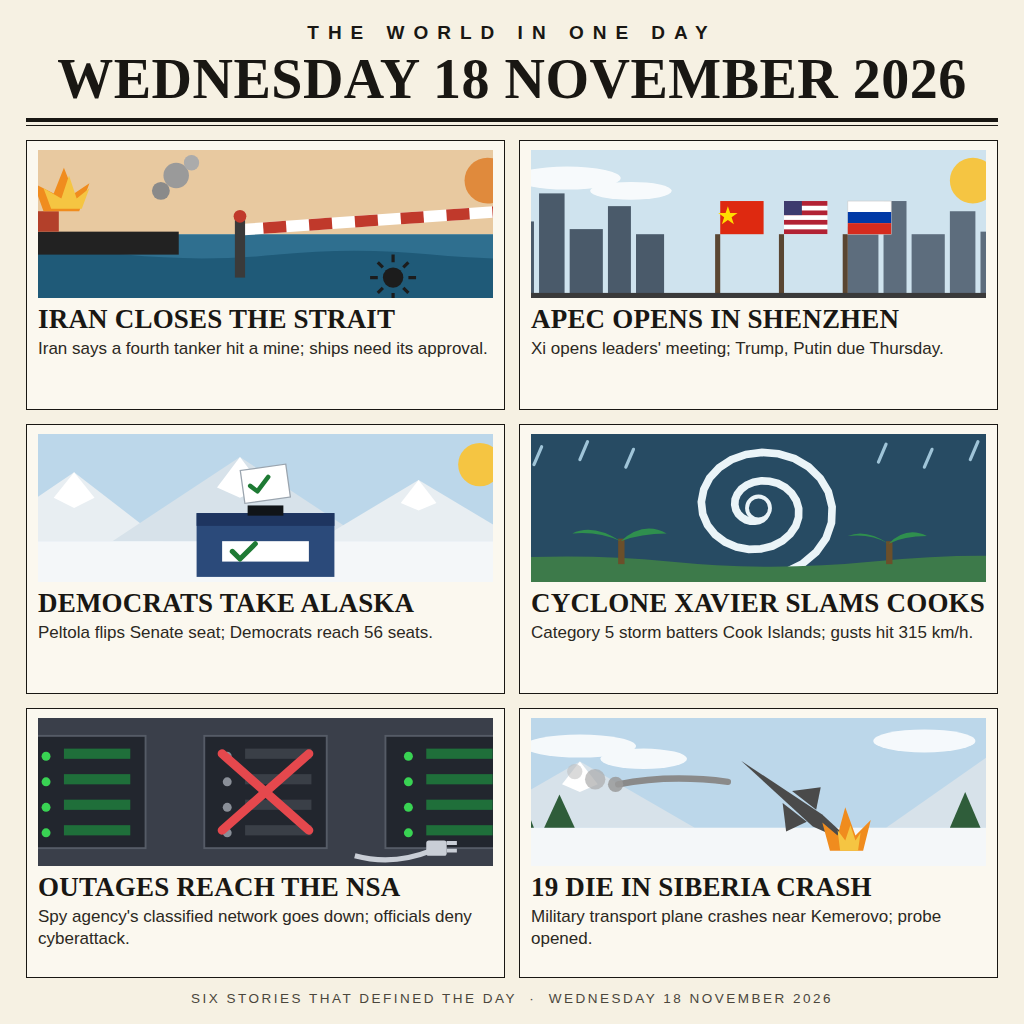 THE WORLD IN ONE DAY
WEDNESDAY 18 NOVEMBER 2026
IRAN CLOSES THE STRAIT
Iran says a fourth tanker hit a mine; ships need its approval.
APEC OPENS IN SHENZHEN
Xi opens leaders' meeting; Trump, Putin due Thursday.
DEMOCRATS TAKE ALASKA
Peltola flips Senate seat; Democrats reach 56 seats.
CYCLONE XAVIER SLAMS COOKS
Category 5 storm batters Cook Islands; gusts hit 315 km/h.
OUTAGES REACH THE NSA
Spy agency's classified network goes down; officials deny
cyberattack.
19 DIE IN SIBERIA CRASH
Military transport plane crashes near Kemerovo; probe
opened.
SIX STORIES THAT DEFINED THE DAY · WEDNESDAY 18 NOVEMBER 2026